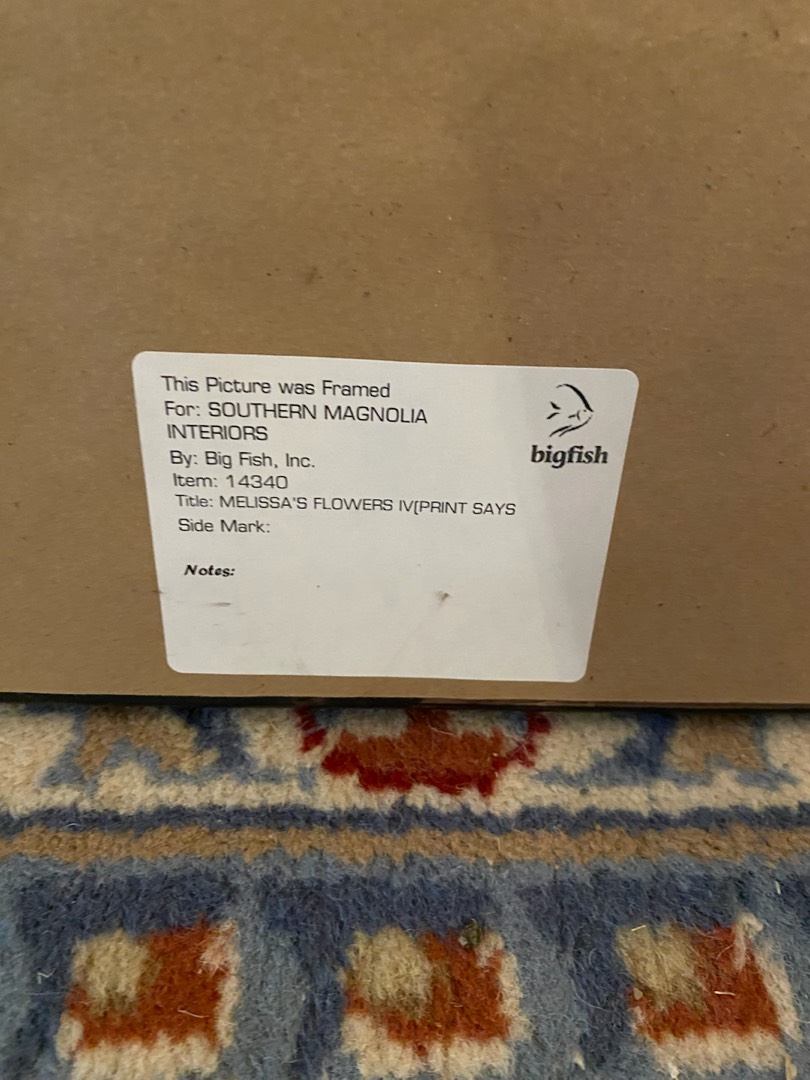 This Picture was Framed
For: SOUTHERN MAGNOLIA
INTERIORS
By: Big Fish, Inc.
Item: 14340
Title: MELISSA'S FLOWERS IV(PRINT SAYS
Side Mark:
Notes:
bigfish